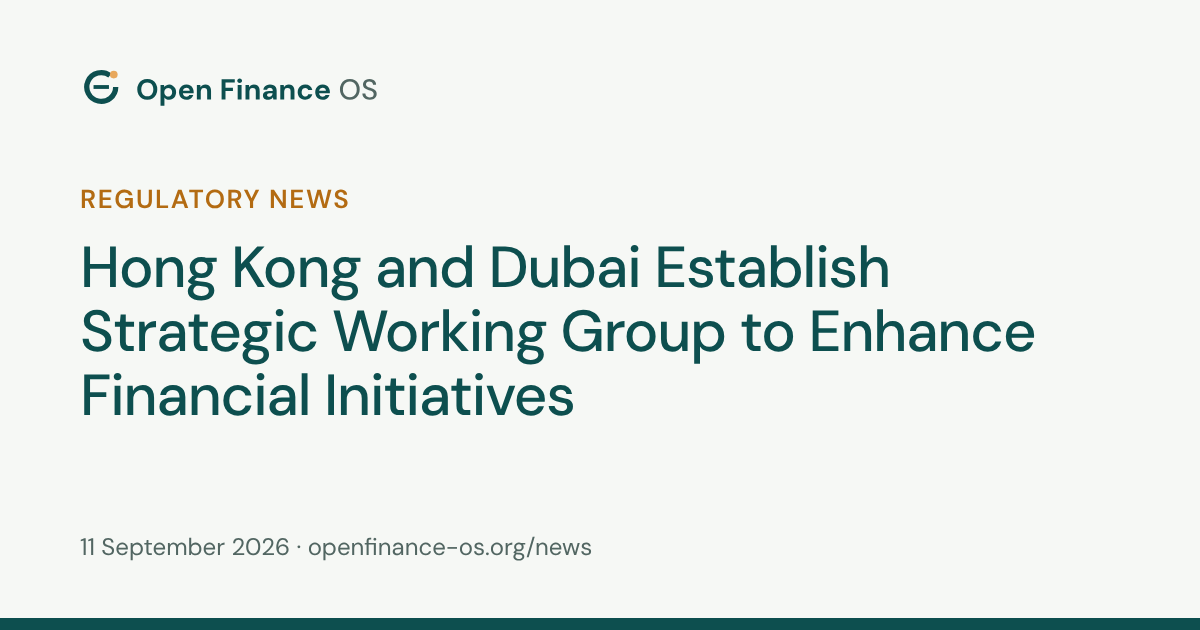 Open Finance OS
REGULATORY NEWS
Hong Kong and Dubai Establish
Strategic Working Group to Enhance
Financial Initiatives
11 September 2026 · openfinance-os.org/news